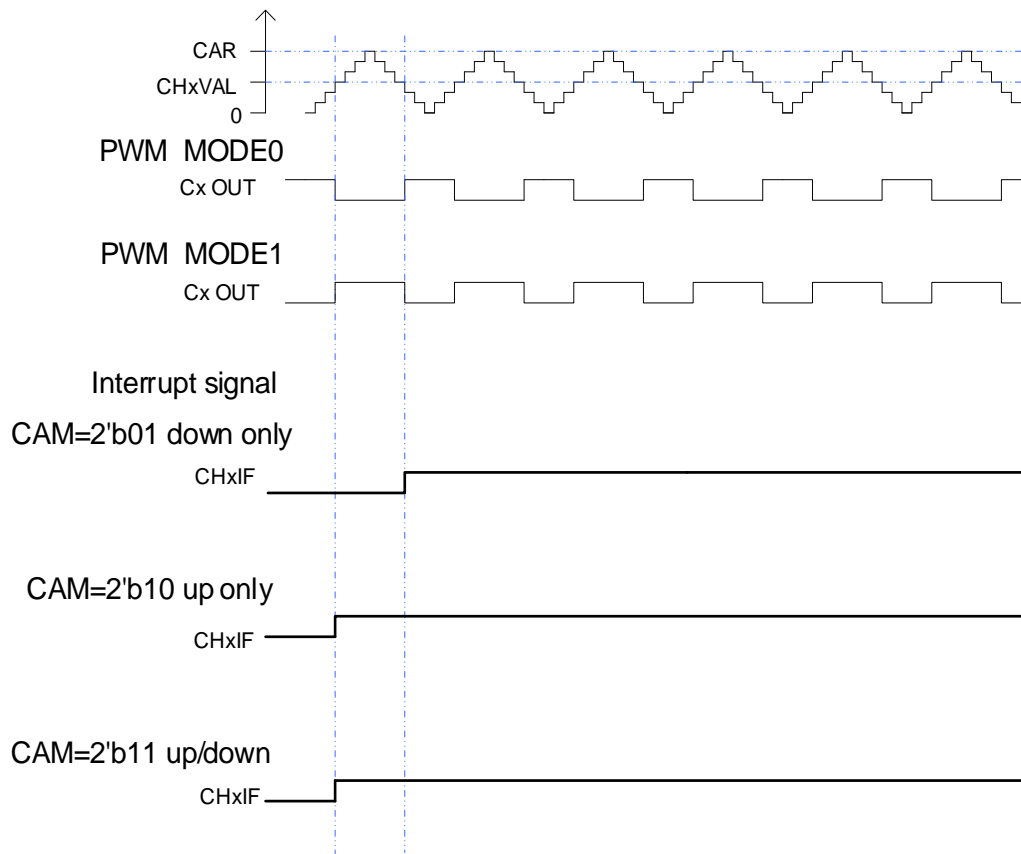 CAR
CHxVAL
0
PWM MODE0
Cx OUT
PWM MODE1
Cx OUT
Interrupt signal
CAM=2'b01 down only
CHxIF
CAM=2'b10 up only
CHxIF
CAM=2'b11 up/down
CHxIF